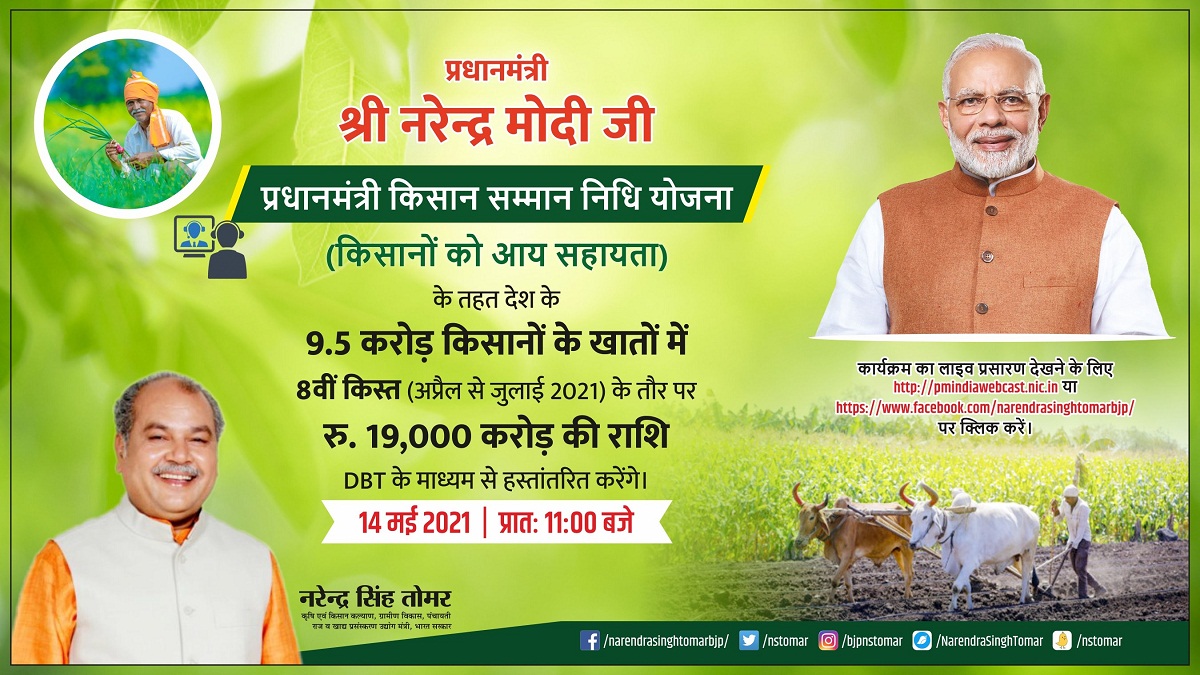 प्रधानमंत्री
श्री नरेन्द्र मोदी जी
प्रधानमंत्री किसान सम्मान निधि योजना
(किसानों को आय सहायता)
के तहत देश के
9.5 करोड़ किसानों के खातों में
8वीं किस्त (अप्रैल से जुलाई 2021) के तौर पर
रु. 19,000 करोड़ की राशि
DBT के माध्यम से हस्तांतरित करेंगे।
14 मई 2021 | प्रातः 11:00 बजे
कार्यक्रम का लाइव प्रसारण देखने के लिए
http://pmindiawebcast.nic.in या
https://www.facebook.com/narendrasinghtomarbjp/
पर क्लिक करें।
नरेन्द्र सिंह तोमर
कृषि एवं किसान कल्याण, ग्रामीण विकास, पंचायती
राज व खाद्य प्रसंस्करण उद्योग मंत्री, भारत सरकार
/narendrasinghtomarbjp/ /nstomar /bjpnstomar /NarendraSinghTomar /nstomar